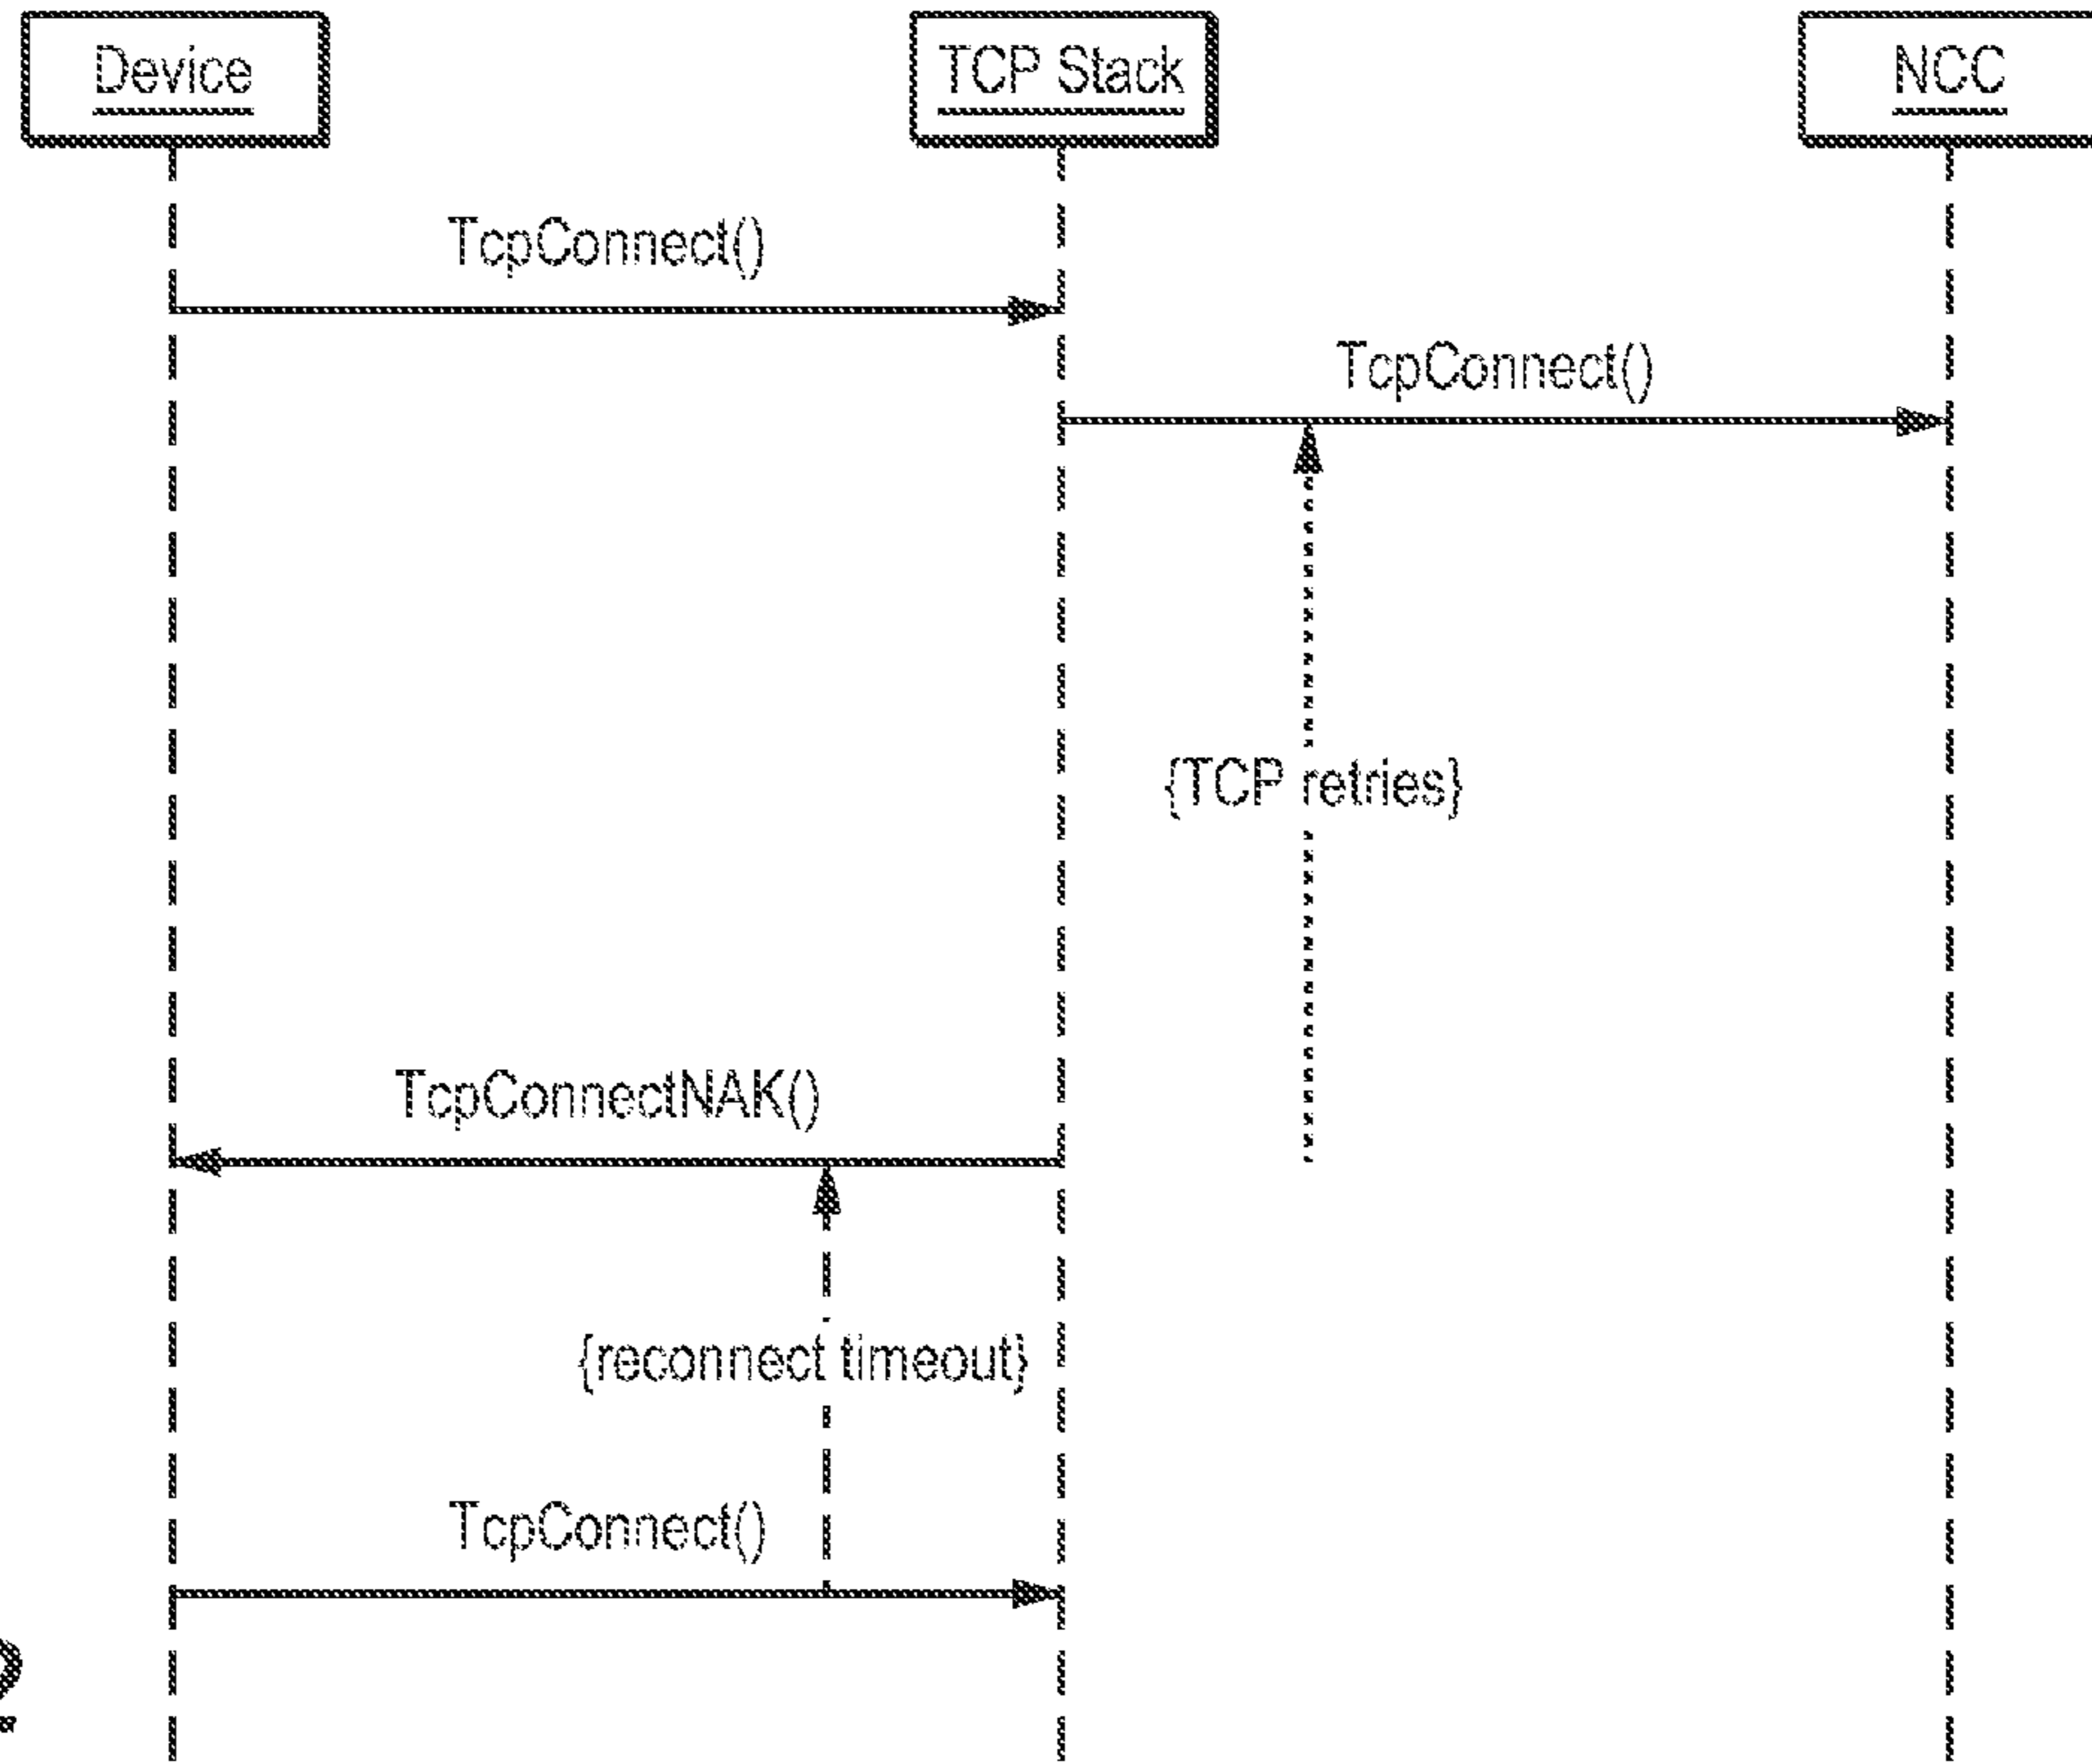 Device
TCP Stack
NCC
TcpConnect()
TcpConnect()
{TCP retries}
TcpConnectNAK()
{reconnect timeout}
TcpConnect()